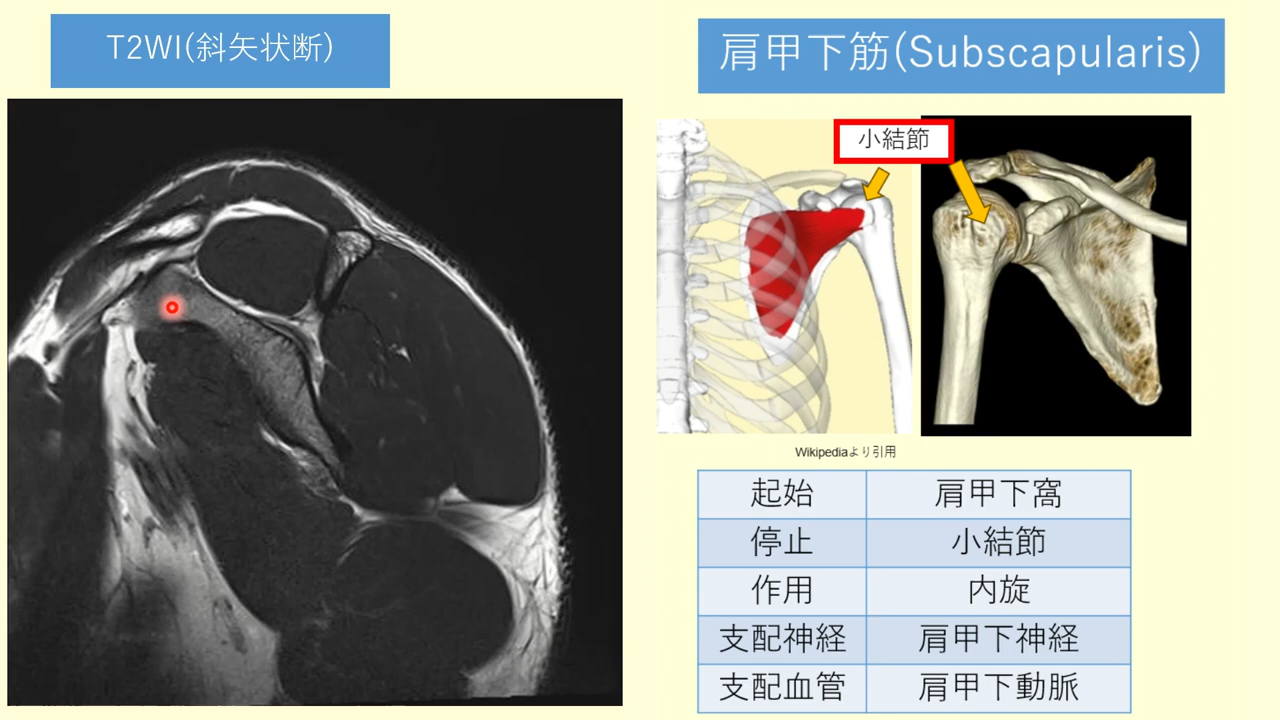 T2WI(斜矢状断)
肩甲下筋(Subscapularis)
小結節
Wikipediaより引用
起始 肩甲下窩
停止 小結節
作用 内旋
支配神経 肩甲下神経
支配血管 肩甲下動脈